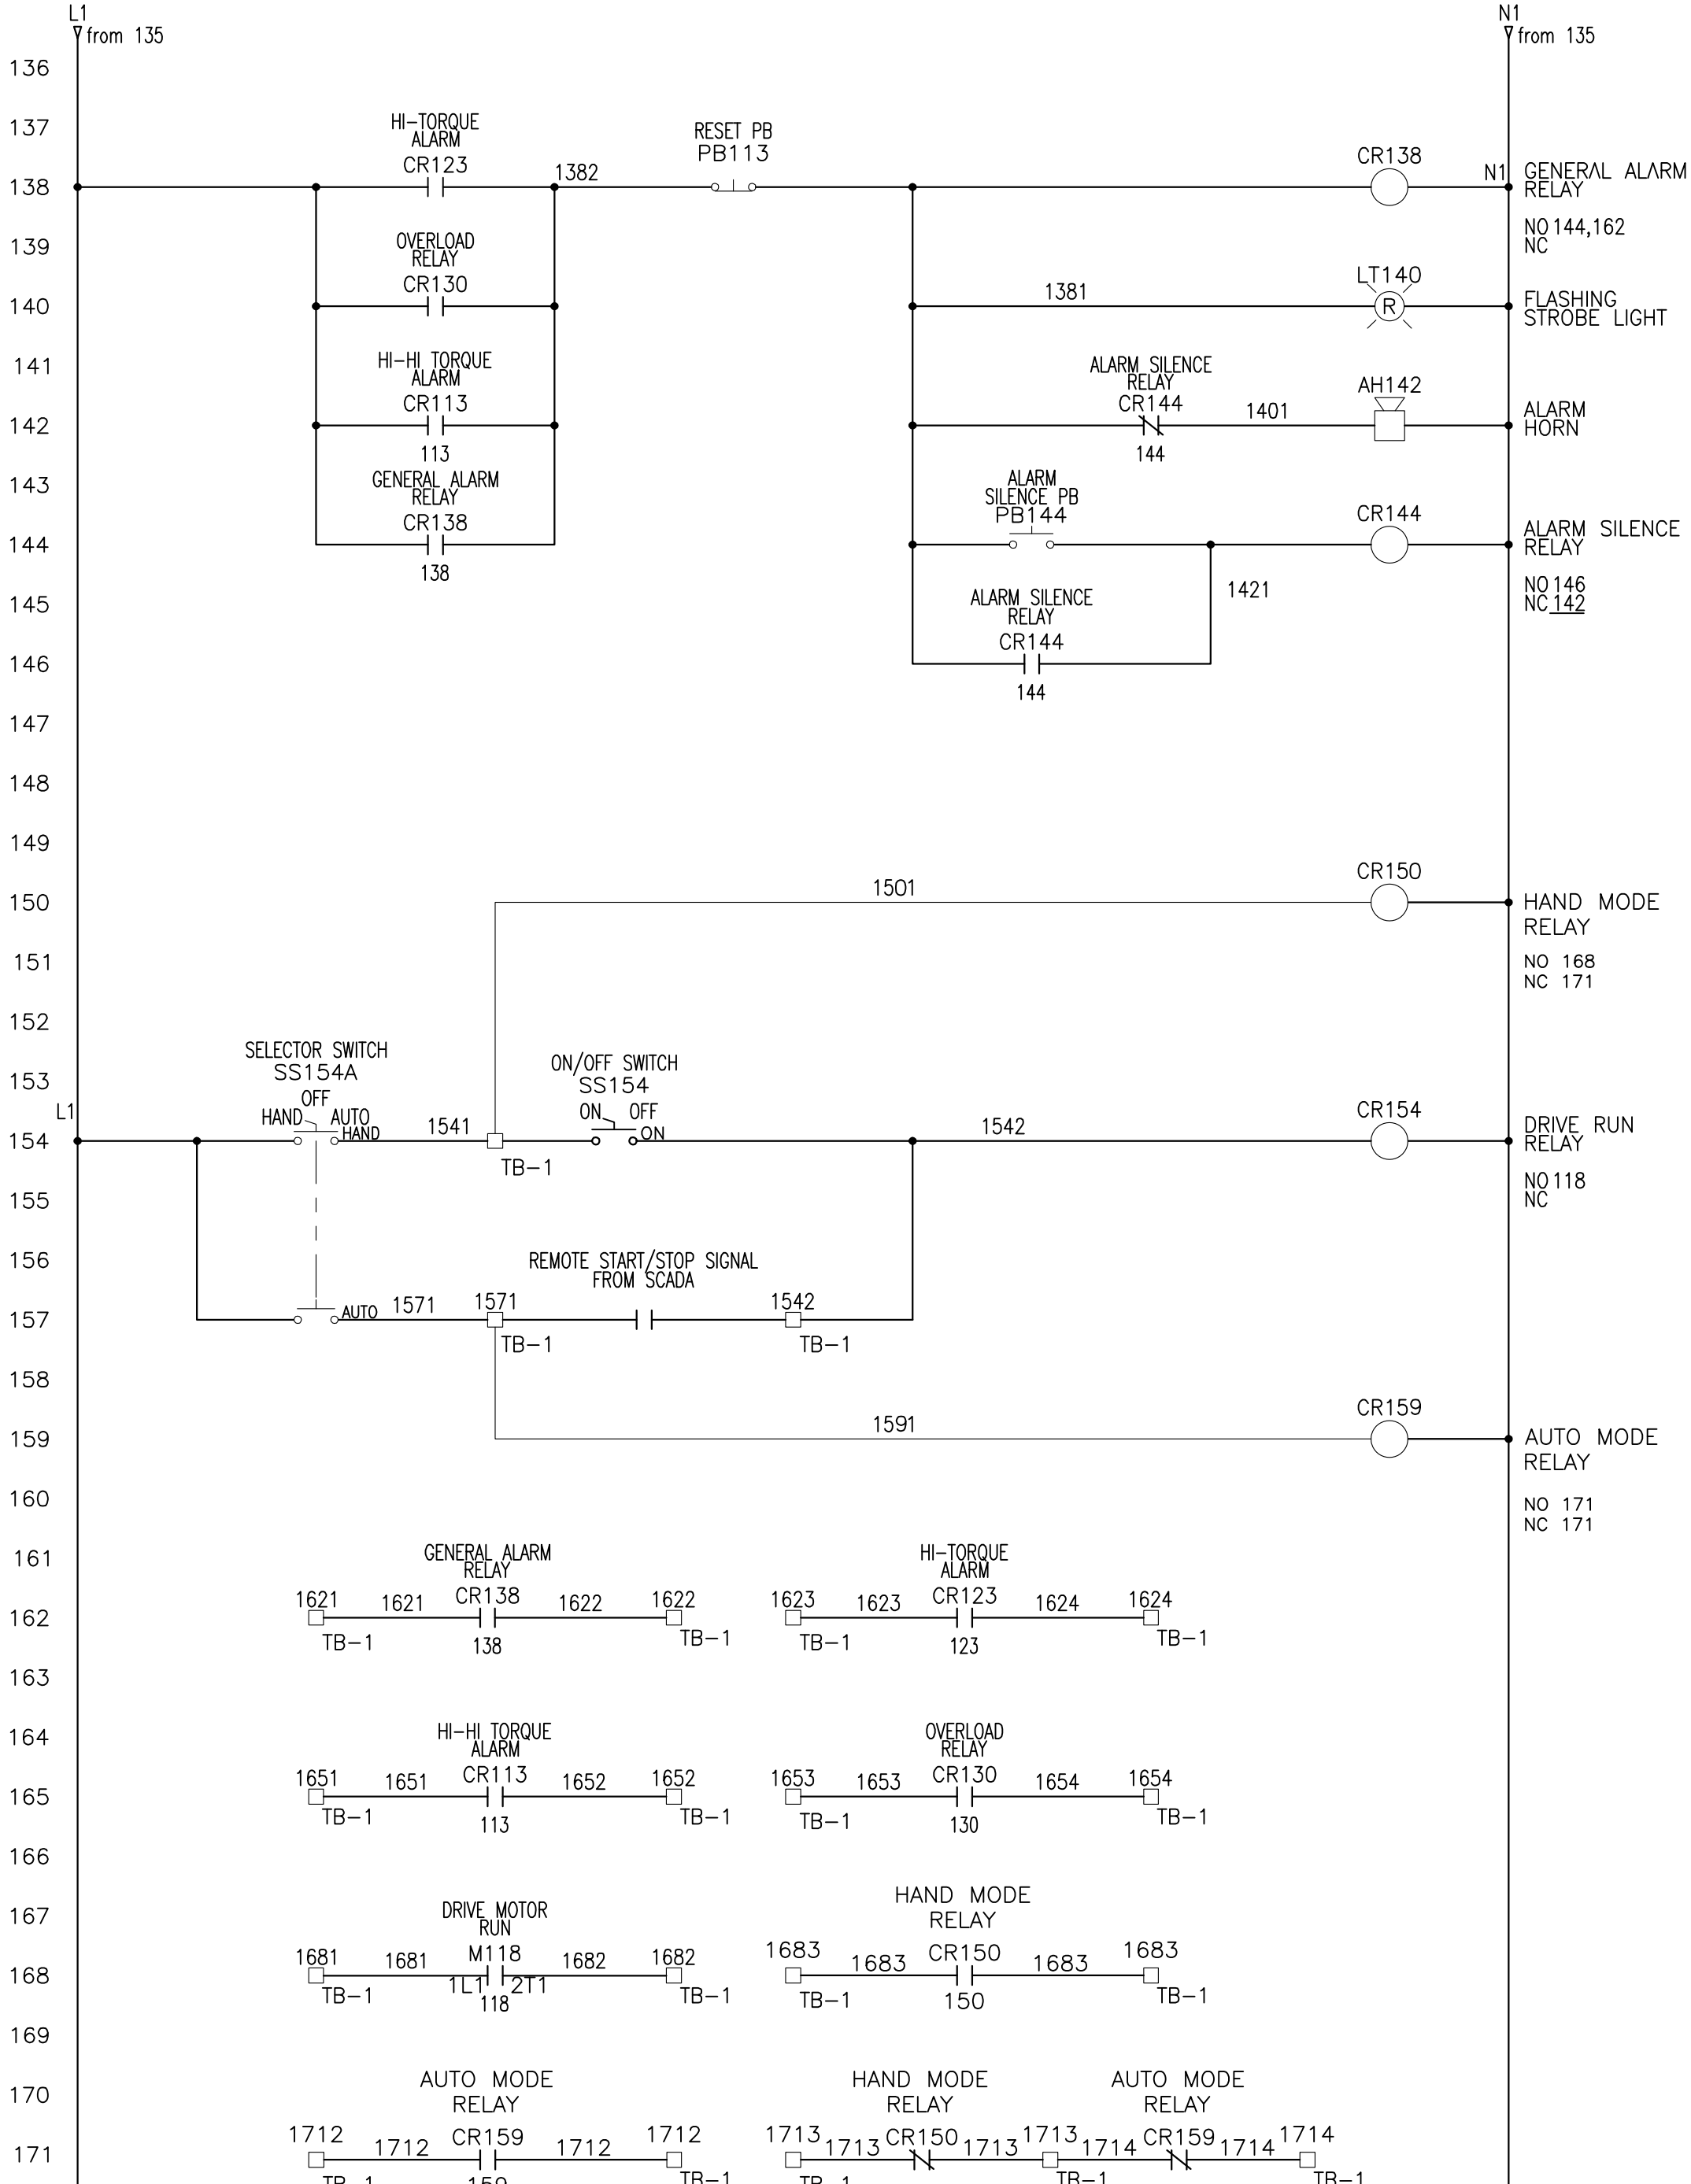 L1
from 135
N1
from 135
136
137
HI-TORQUE
ALARM
CR123
RESET PB
PB113
CR138
138
1382
N1
GENERAL ALARM
RELAY
NO 144,162
NC
139
OVERLOAD
RELAY
CR130
LT140
140
1381
R
FLASHING
STROBE LIGHT
141
HI-HI TORQUE
ALARM
CR113
ALARM SILENCE
RELAY
CR144
AH142
142
113
1401
144
ALARM
HORN
143
GENERAL ALARM
RELAY
CR138
ALARM
SILENCE PB
PB144
CR144
144
138
ALARM SILENCE
RELAY
NO 146
NC 142
145
1421
ALARM SILENCE
RELAY
CR144
146
144
147
148
149
CR150
150
1501
HAND MODE
RELAY
151
NO 168
NC 171
152
153
SELECTOR SWITCH
SS154A
OFF
HAND
AUTO
ON/OFF SWITCH
SS154
ON
OFF
L1
CR154
154
HAND
1541
TB-1
ON
1542
DRIVE RUN
RELAY
NO 118
NC
155
156
REMOTE START/STOP SIGNAL
FROM SCADA
157
AUTO
1571
1571
TB-1
1542
TB-1
158
CR159
159
1591
AUTO MODE
RELAY
160
NO 171
NC 171
161
GENERAL ALARM
RELAY
CR138
HI-TORQUE
ALARM
CR123
162
1621
1621
1622
1622
1623
1623
1624
1624
TB-1
138
TB-1
TB-1
123
TB-1
163
164
HI-HI TORQUE
ALARM
CR113
OVERLOAD
RELAY
CR130
165
1651
1651
1652
1652
1653
1653
1654
1654
TB-1
113
TB-1
TB-1
130
TB-1
166
167
DRIVE MOTOR
RUN
M118
HAND MODE
RELAY
CR150
168
1681
1681
1682
1682
1683
1683
1683
1683
1L1
2T1
TB-1
118
TB-1
TB-1
150
TB-1
169
170
AUTO MODE
RELAY
CR159
HAND MODE
RELAY
CR150
AUTO MODE
RELAY
CR159
171
1712
1712
1712
1712
1713
1713
1713
1713
1714
1714
1714
TB-1
159
TB-1
TB-1
TB-1
TB-1